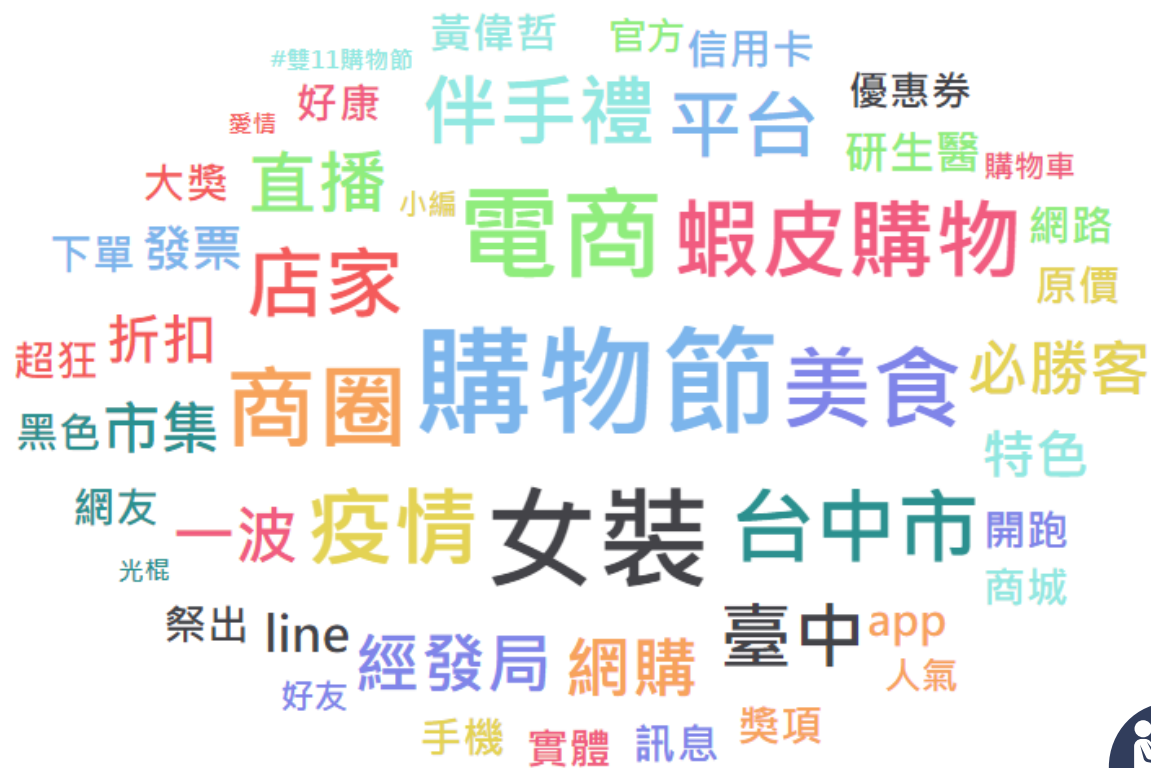 黃偉哲
官方
信用卡
#雙11購物節
好康
伴手禮
平台
優惠券
愛情
研生醫
購物車
大獎
直播
小編
電商
蝦皮購物
網路
下單
發票
店家
原價
超狂
折扣
購物節
美食
必勝客
黑色
市集
商圈
特色
網友
一波
疫情
女裝
台中市
開跑
光棍
商城
祭出
line
經發局
網購
臺中
app
好友
人氣
手機
實體
訊息
獎項